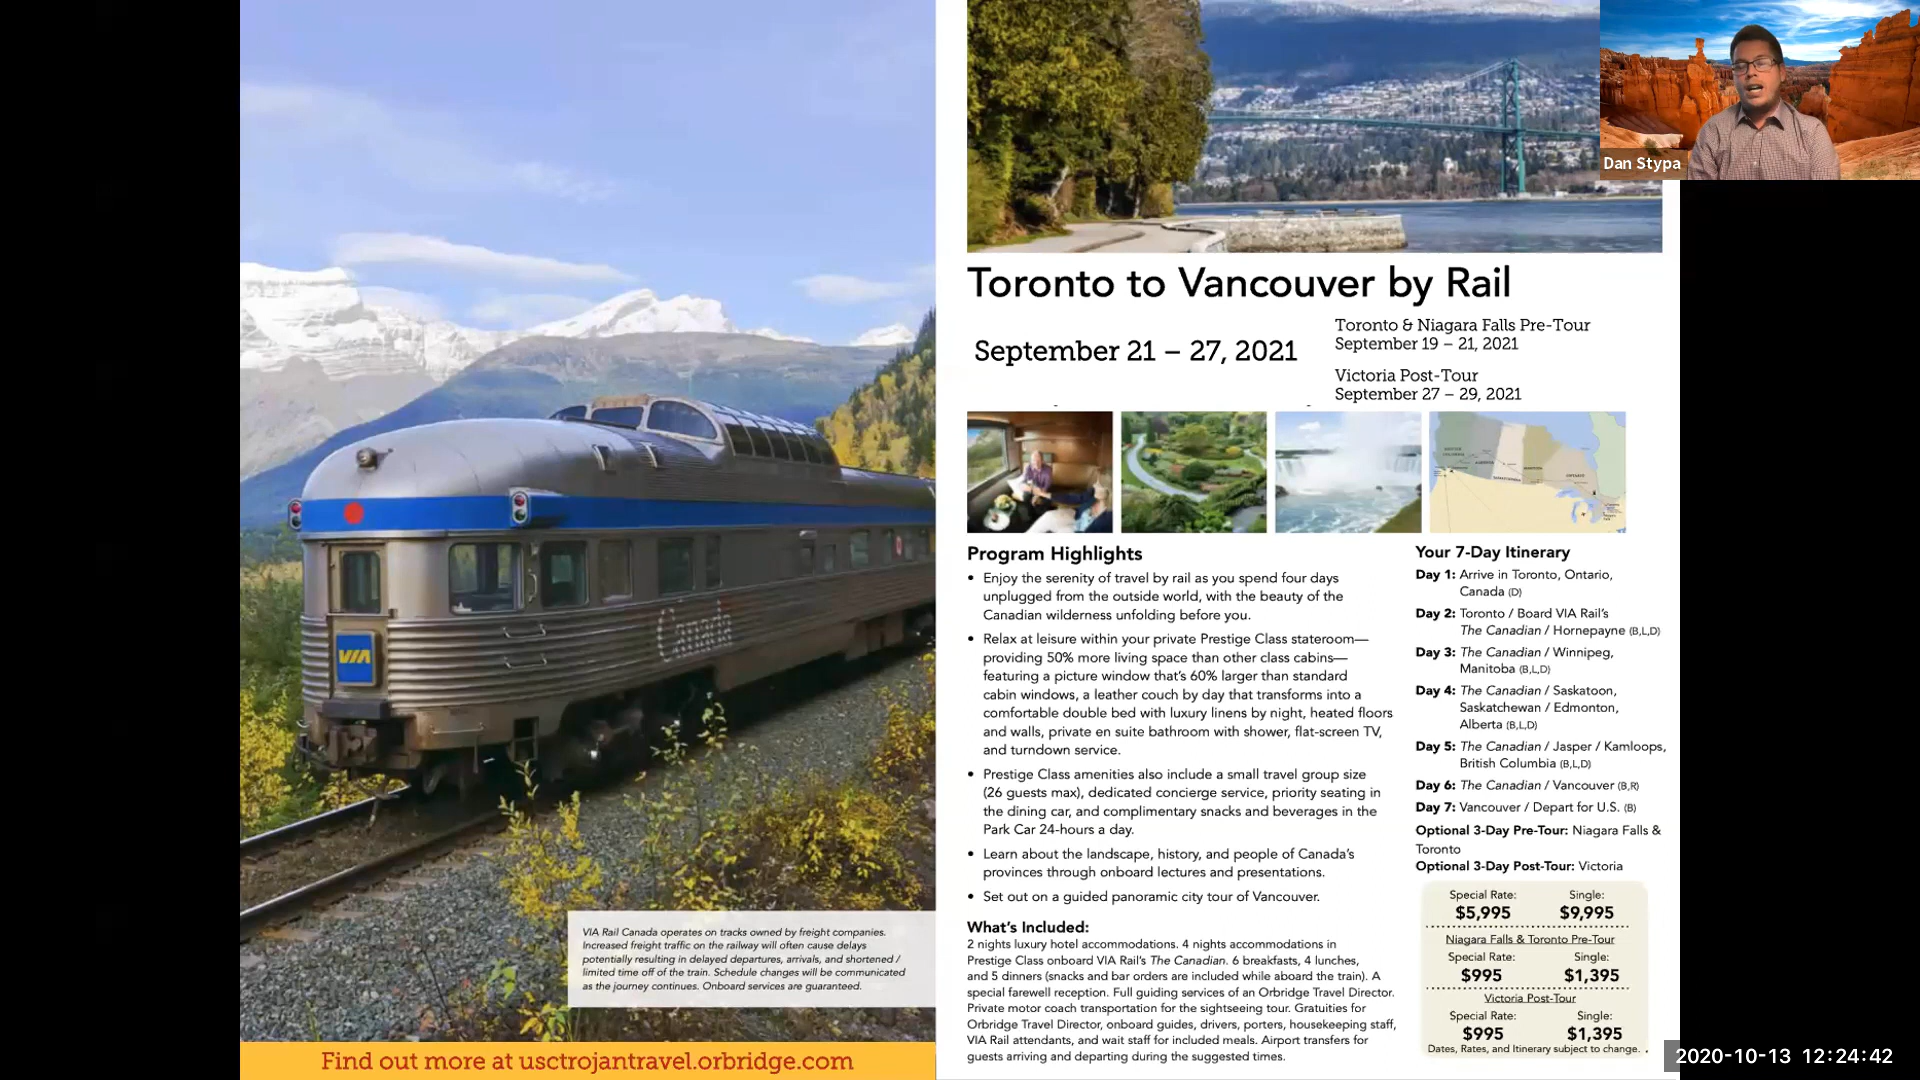 Dan Stypa
VIA
Canada
VIA Rail Canada operates on tracks owned by freight companies.
Increased freight traffic on the railway will often cause delays
potentially resulting in delayed departures, arrivals, and shortened /
limited time off of the train. Schedule changes will be communicated
as the journey continues. Onboard services are guaranteed.
Find out more at usctrojantravel.orbridge.com
Toronto to Vancouver by Rail
September 21 – 27, 2021
Toronto & Niagara Falls Pre-Tour
September 19 – 21, 2021
Victoria Post-Tour
September 27 – 29, 2021
Program Highlights
• Enjoy the serenity of travel by rail as you spend four days
unplugged from the outside world, with the beauty of the
Canadian wilderness unfolding before you.
• Relax at leisure within your private Prestige Class stateroom—
providing 50% more living space than other class cabins—
featuring a picture window that's 60% larger than standard
cabin windows, a leather couch by day that transforms into a
comfortable double bed with luxury linens by night, heated floors
and walls, private en suite bathroom with shower, flat-screen TV,
and turndown service.
• Prestige Class amenities also include a small travel group size
(26 guests max), dedicated concierge service, priority seating in
the dining car, and complimentary snacks and beverages in the
Park Car 24-hours a day.
• Learn about the landscape, history, and people of Canada's
provinces through onboard lectures and presentations.
• Set out on a guided panoramic city tour of Vancouver.
What's Included:
2 nights luxury hotel accommodations. 4 nights accommodations in
Prestige Class onboard VIA Rail's The Canadian. 6 breakfasts, 4 lunches,
and 5 dinners (snacks and bar orders are included while aboard the train). A
special farewell reception. Full guiding services of an Orbridge Travel Director.
Private motor coach transportation for the sightseeing tour. Gratuities for
Orbridge Travel Director, onboard guides, drivers, porters, housekeeping staff,
VIA Rail attendants, and wait staff for included meals. Airport transfers for
guests arriving and departing during the suggested times.
Your 7-Day Itinerary
Day 1: Arrive in Toronto, Ontario,
Canada (D)
Day 2: Toronto / Board VIA Rail's
The Canadian / Hornepayne (B,L,D)
Day 3: The Canadian / Winnipeg,
Manitoba (B,L,D)
Day 4: The Canadian / Saskatoon,
Saskatchewan / Edmonton,
Alberta (B,L,D)
Day 5: The Canadian / Jasper / Kamloops,
British Columbia (B,L,D)
Day 6: The Canadian / Vancouver (B,R)
Day 7: Vancouver / Depart for U.S. (B)
Optional 3-Day Pre-Tour: Niagara Falls &
Toronto
Optional 3-Day Post-Tour: Victoria
Special Rate: Single:
$5,995 $9,995
Niagara Falls & Toronto Pre-Tour
Special Rate: Single:
$995 $1,395
Victoria Post-Tour
Special Rate: Single:
$995 $1,395
Dates, Rates, and Itinerary subject to change.
2020-10-13 12:24:42